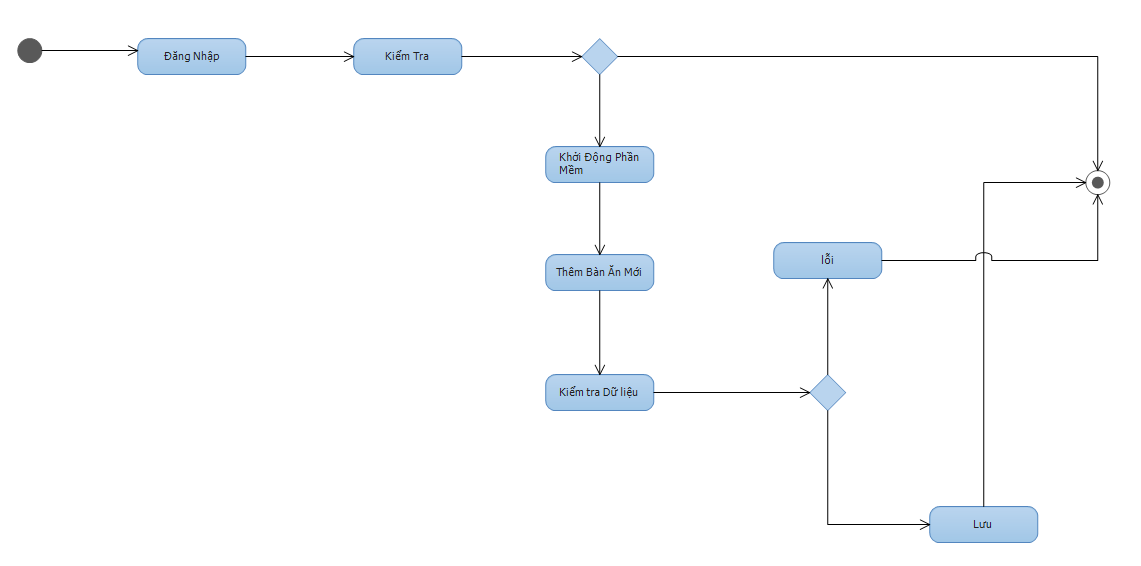 Đăng Nhập
Kiểm Tra
Khởi Động Phần
Mềm
Thêm Bàn Ăn Mới
lỗi
Kiểm tra Dữ liệu
Lưu